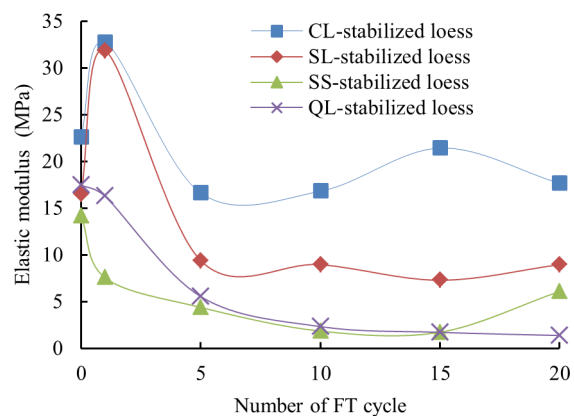 35
30
25
20
15
10
5
0
Elastic modulus (MPa)
CL-stabilized loess
SL-stabilized loess
SS-stabilized loess
QL-stabilized loess
0 5 10 15 20
Number of FT cycle